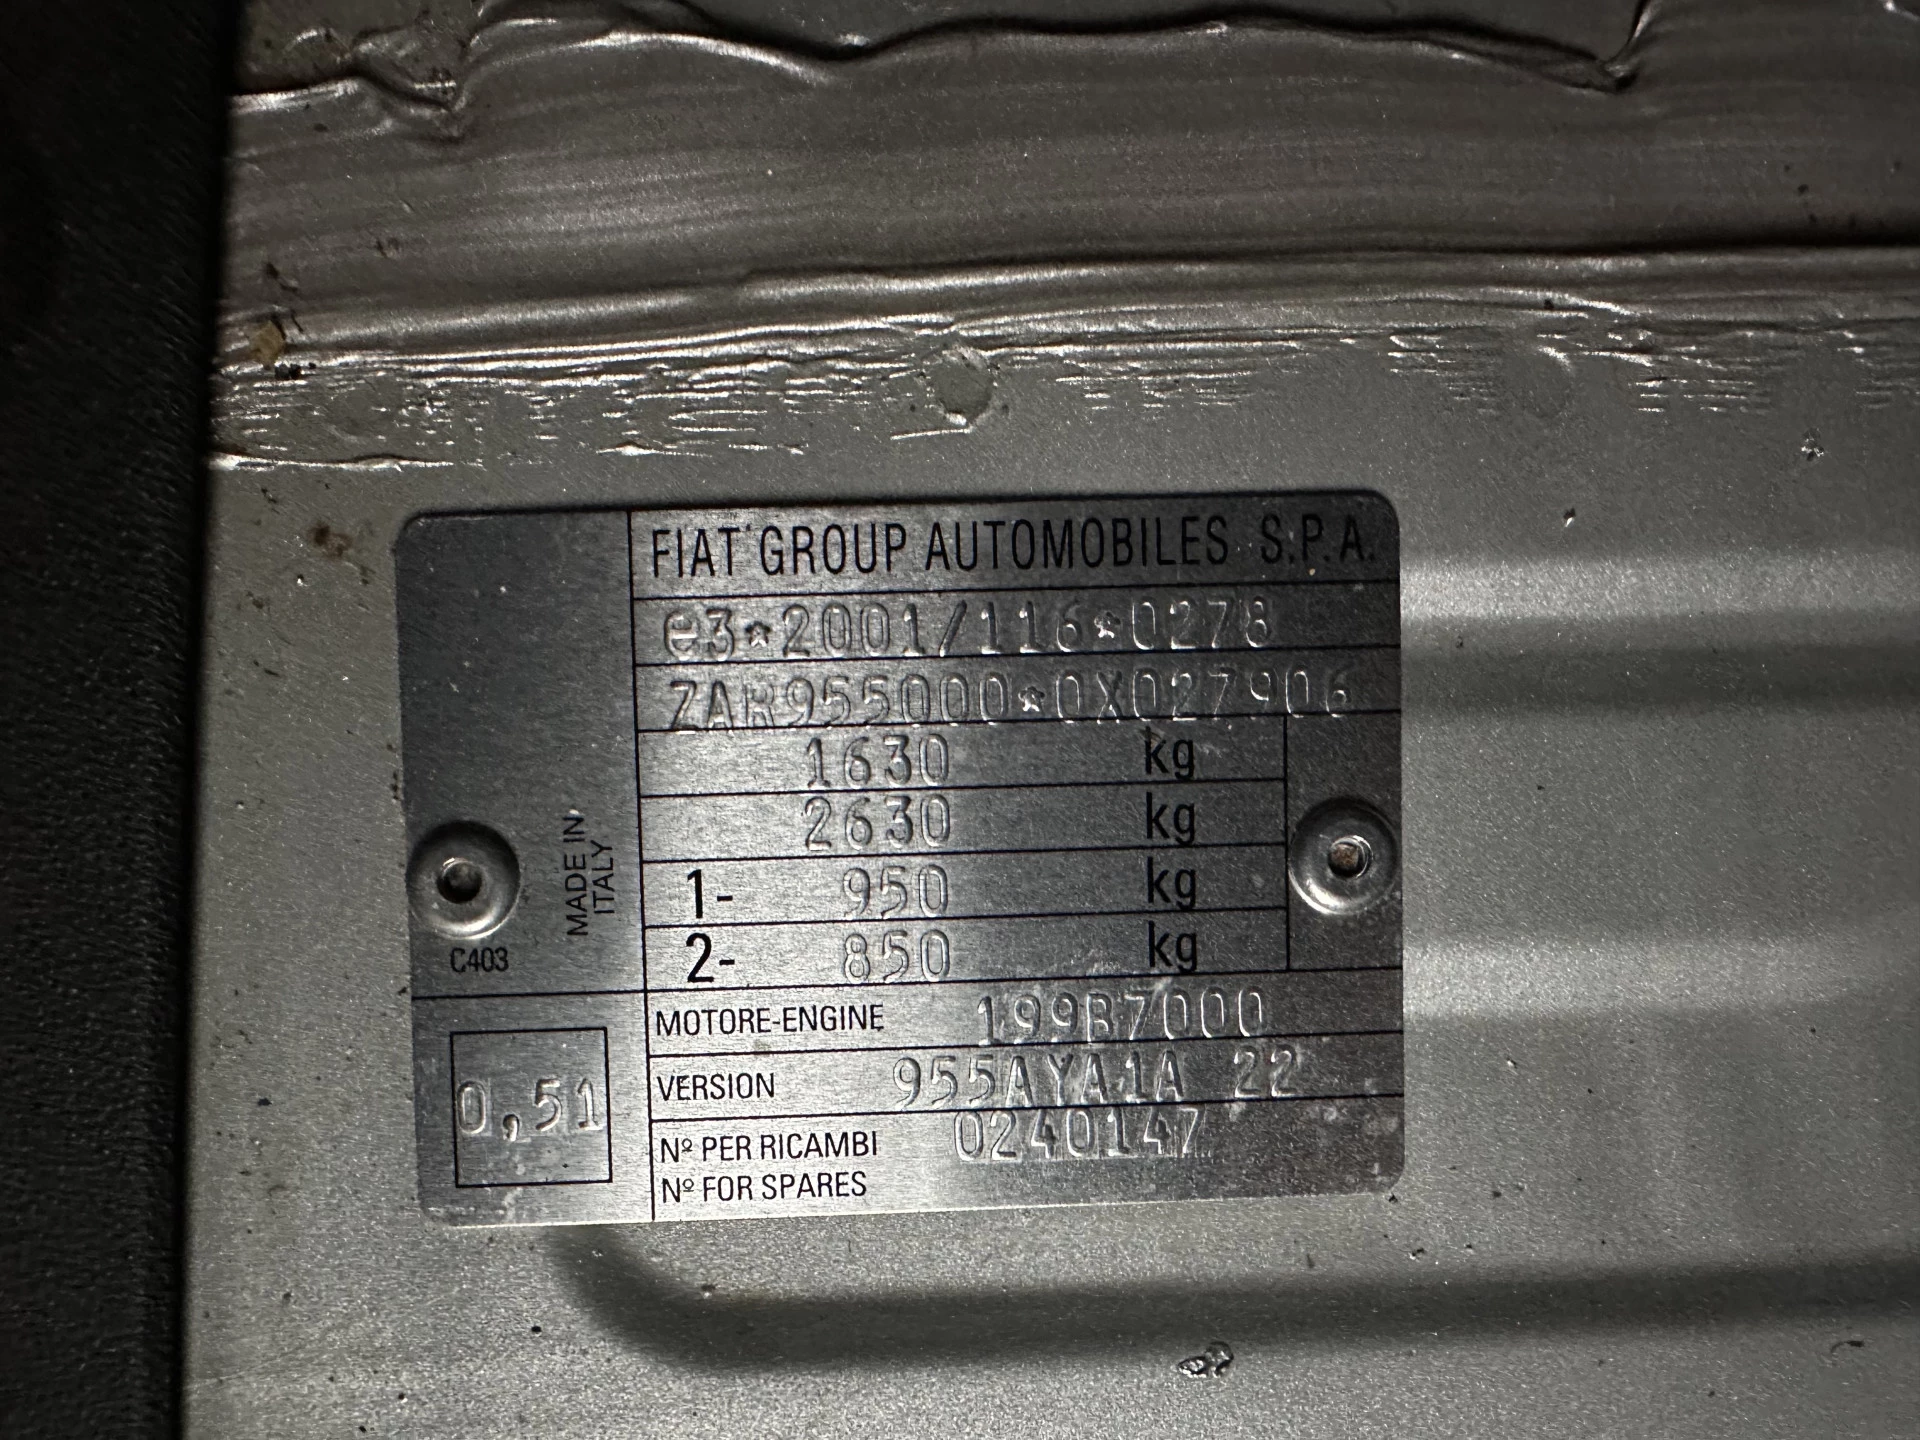 FIAT GROUP AUTOMOBILES S.P.A.
e3*2001/116*0278
ZAR955000*0X027906
1630 kg
2630 kg
1- 950 kg
2- 850 kg
MADE IN
ITALY
C403
MOTORE-ENGINE 199B7000
VERSION 955AYA1A 22
0,51
Nº PER RICAMBI 0240147
Nº FOR SPARES